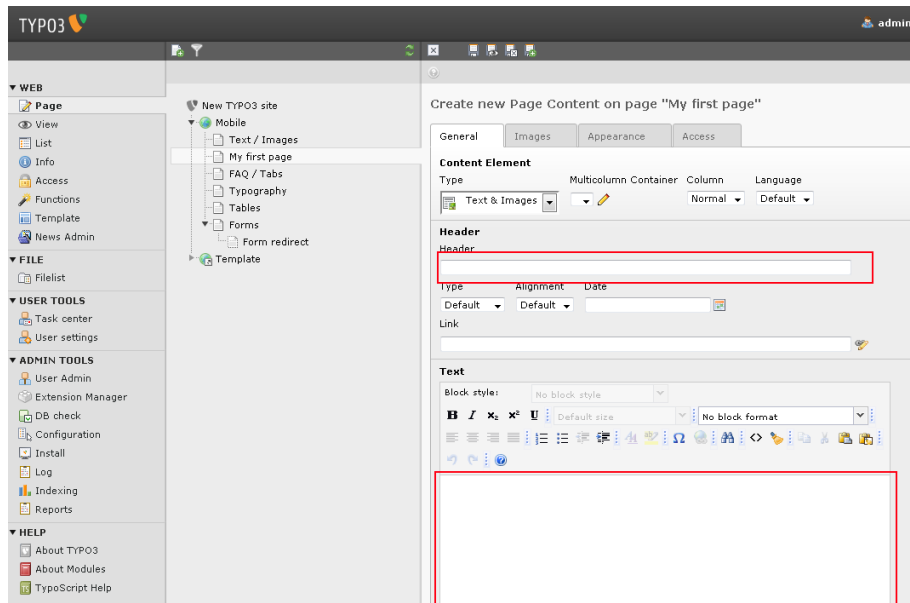 TYPO3
admin
WEB
Page
View
List
Info
Access
Functions
Template
News Admin
FILE
Filelist
USER TOOLS
Task center
User settings
ADMIN TOOLS
User Admin
Extension Manager
DB check
Configuration
Install
Log
Indexing
Reports
HELP
About TYPO3
About Modules
TypoScript Help
New TYPO3 site
Mobile
Text / Images
My first page
FAQ / Tabs
Typography
Tables
Forms
Form redirect
Template
Create new Page Content on page "My first page"
General Images Appearance Access
Content Element
Type Multicolumn Container Column Language
Text & Images Normal Default
Header
Header
Type Alignment Date
Default Default
Link
Text
Block style: No block style
B I x₂ x² U Default size No block format